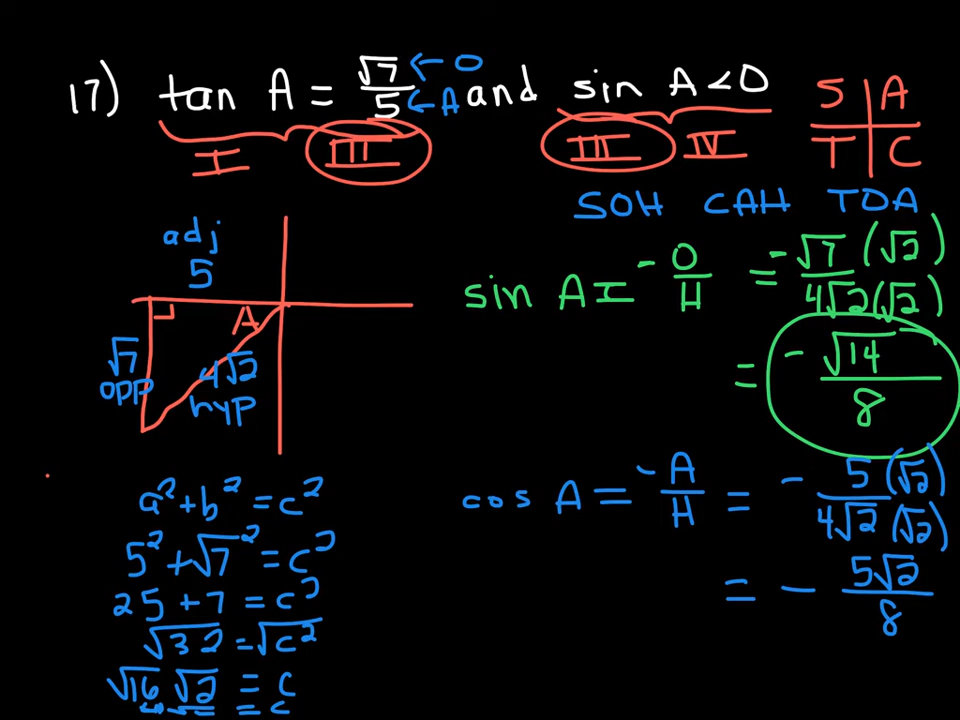 17) tan A = √7/5 ← O ← A and sin A < 0
S A
T C
I III III IV
SOH CAH TOA
adj
5
A
√7
opp
4√2
hyp
sin A = - O/H = -√7 (√2) / 4√2 (√2)
= - √14/8
a² + b² = c²
5² + √7² = c²
25 + 7 = c²
√32 = √c²
√16 √2 = c
cos A = - A/H = - 5 (√2) / 4√2 (√2)
= - 5√2/8